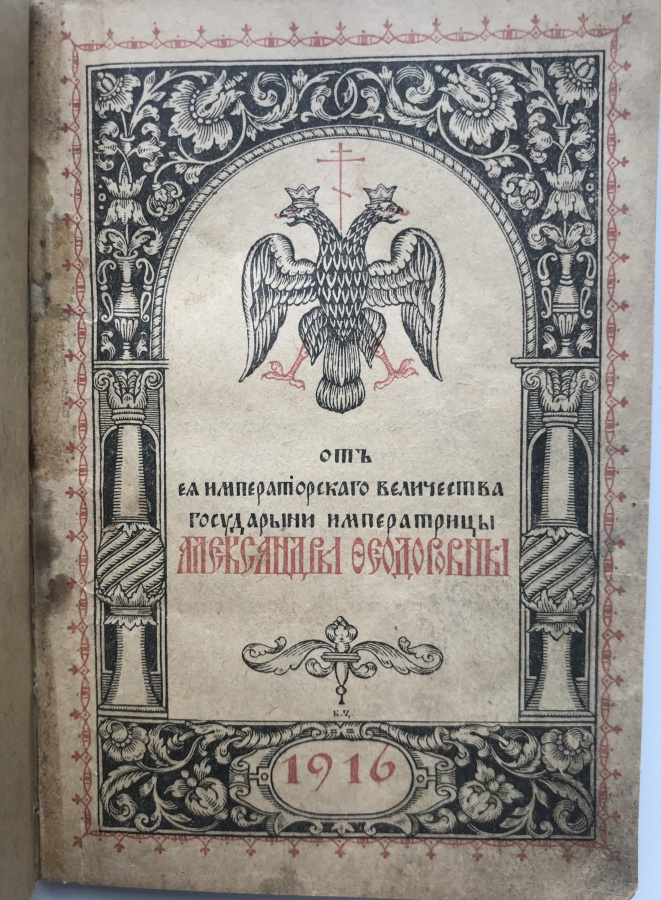 отъ
ея императорскаго величества
государыни императрицы
АЛЕКСАНДРЫ ѲЕОДОРОВНЫ
Б.З.
1916